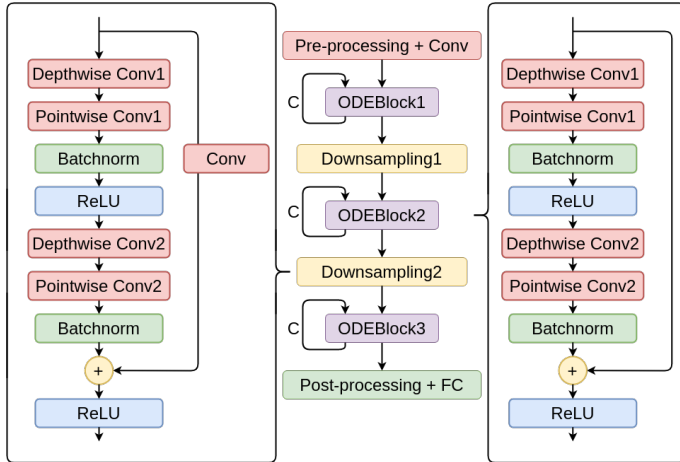 Depthwise Conv1
Pointwise Conv1
Batchnorm
Conv
ReLU
Depthwise Conv2
Pointwise Conv2
Batchnorm
+
ReLU
Pre-processing + Conv
C
ODEBlock1
Downsampling1
C
ODEBlock2
Downsampling2
C
ODEBlock3
Post-processing + FC
Depthwise Conv1
Pointwise Conv1
Batchnorm
ReLU
Depthwise Conv2
Pointwise Conv2
Batchnorm
+
ReLU